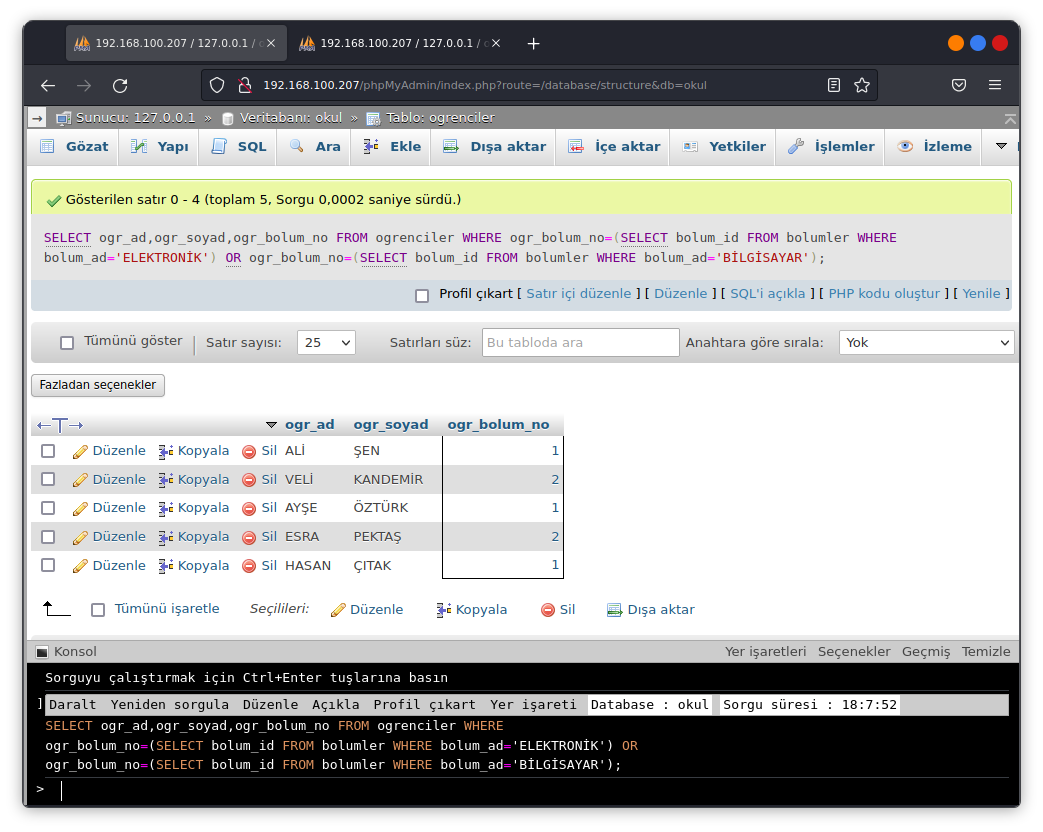 192.168.100.207 / 127.0.0.1 / o
192.168.100.207 / 127.0.0.1 / o
192.168.100.207/phpMyAdmin/index.php?route=/database/structure&db=okul
Sunucu: 127.0.0.1 » Veritabanı: okul » Tablo: ogrenciler
Gözat Yapı SQL Ara Ekle Dışa aktar İçe aktar Yetkiler İşlemler İzleme
Gösterilen satır 0 - 4 (toplam 5, Sorgu 0,0002 saniye sürdü.)
SELECT ogr_ad,ogr_soyad,ogr_bolum_no FROM ogrenciler WHERE ogr_bolum_no=(SELECT bolum_id FROM bolumler WHERE
bolum_ad='ELEKTRONİK') OR ogr_bolum_no=(SELECT bolum_id FROM bolumler WHERE bolum_ad='BİLGİSAYAR');
Profil çıkart [ Satır içi düzenle ] [ Düzenle ] [ SQL'i açıkla ] [ PHP kodu oluştur ] [ Yenile ]
Tümünü göster Satır sayısı: 25 Satırları süz: Bu tabloda ara Anahtara göre sırala: Yok
Fazladan seçenekler
←T→ ogr_ad ogr_soyad ogr_bolum_no
Düzenle Kopyala Sil ALİ ŞEN 1
Düzenle Kopyala Sil VELİ KANDEMİR 2
Düzenle Kopyala Sil AYŞE ÖZTÜRK 1
Düzenle Kopyala Sil ESRA PEKTAŞ 2
Düzenle Kopyala Sil HASAN ÇITAK 1
Tümünü işaretle Seçilileri: Düzenle Kopyala Sil Dışa aktar
Konsol Yer işaretleri Seçenekler Geçmiş Temizle
Sorguyu çalıştırmak için Ctrl+Enter tuşlarına basın
]Daralt Yeniden sorgula Düzenle Açıkla Profil çıkart Yer işareti Database : okul Sorgu süresi : 18:7:52
SELECT ogr_ad,ogr_soyad,ogr_bolum_no FROM ogrenciler WHERE
ogr_bolum_no=(SELECT bolum_id FROM bolumler WHERE bolum_ad='ELEKTRONİK') OR
ogr_bolum_no=(SELECT bolum_id FROM bolumler WHERE bolum_ad='BİLGİSAYAR');
>